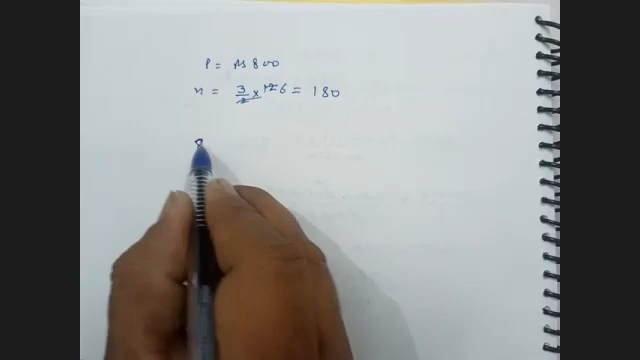 P = Rs 800
n = 3/2 × 12 6 = 180